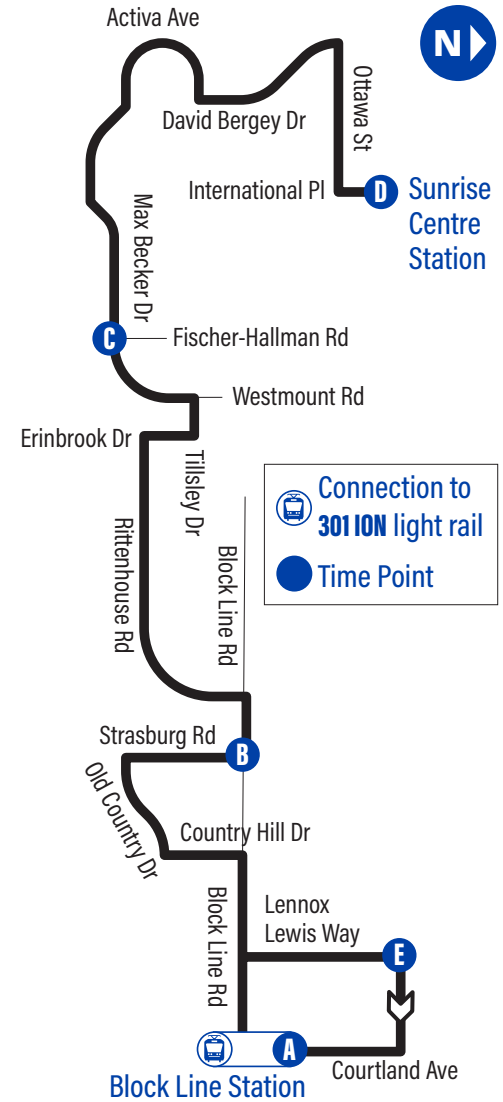 Activa Ave
N
David Bergey Dr
Ottawa St
International Pl
D
Sunrise
Centre
Station
Max Becker Dr
C
Fischer-Hallman Rd
Westmount Rd
Erinbrook Dr
Tillsley Dr
Connection to
301 ION light rail
Time Point
Rittenhouse Rd
Block Line Rd
Strasburg Rd
B
Old Country Dr
Country Hill Dr
Block Line Rd
Lennox
Lewis Way
E
A
Courtland Ave
Block Line Station